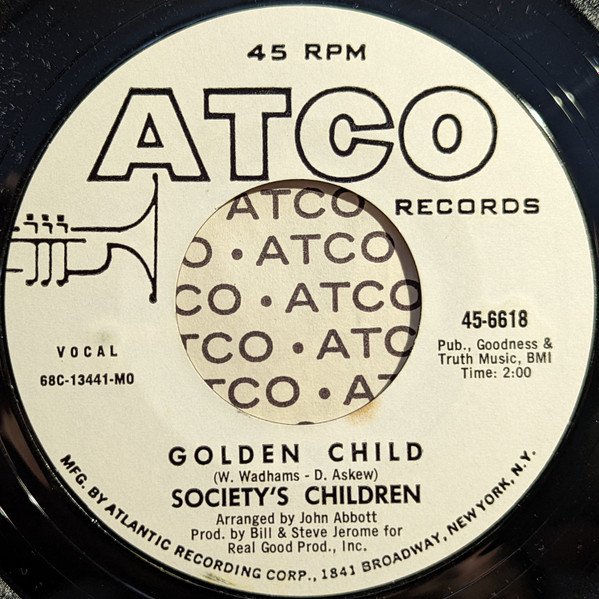 45 RPM
ATCO
RECORDS
ATCO
O • ATCO
CO • ATCO
TCO • ATC
TCO • AT
VOCAL
68C-13441-MO
45-6618
Pub., Goodness &
Truth Music, BMI
Time: 2:00
GOLDEN CHILD
(W. Wadhams - D. Askew)
SOCIETY'S CHILDREN
Arranged by John Abbott
Prod. by Bill & Steve Jerome for
Real Good Prod., Inc.
MFG. BY ATLANTIC RECORDING CORP., 1841 BROADWAY, NEW YORK, N.Y.